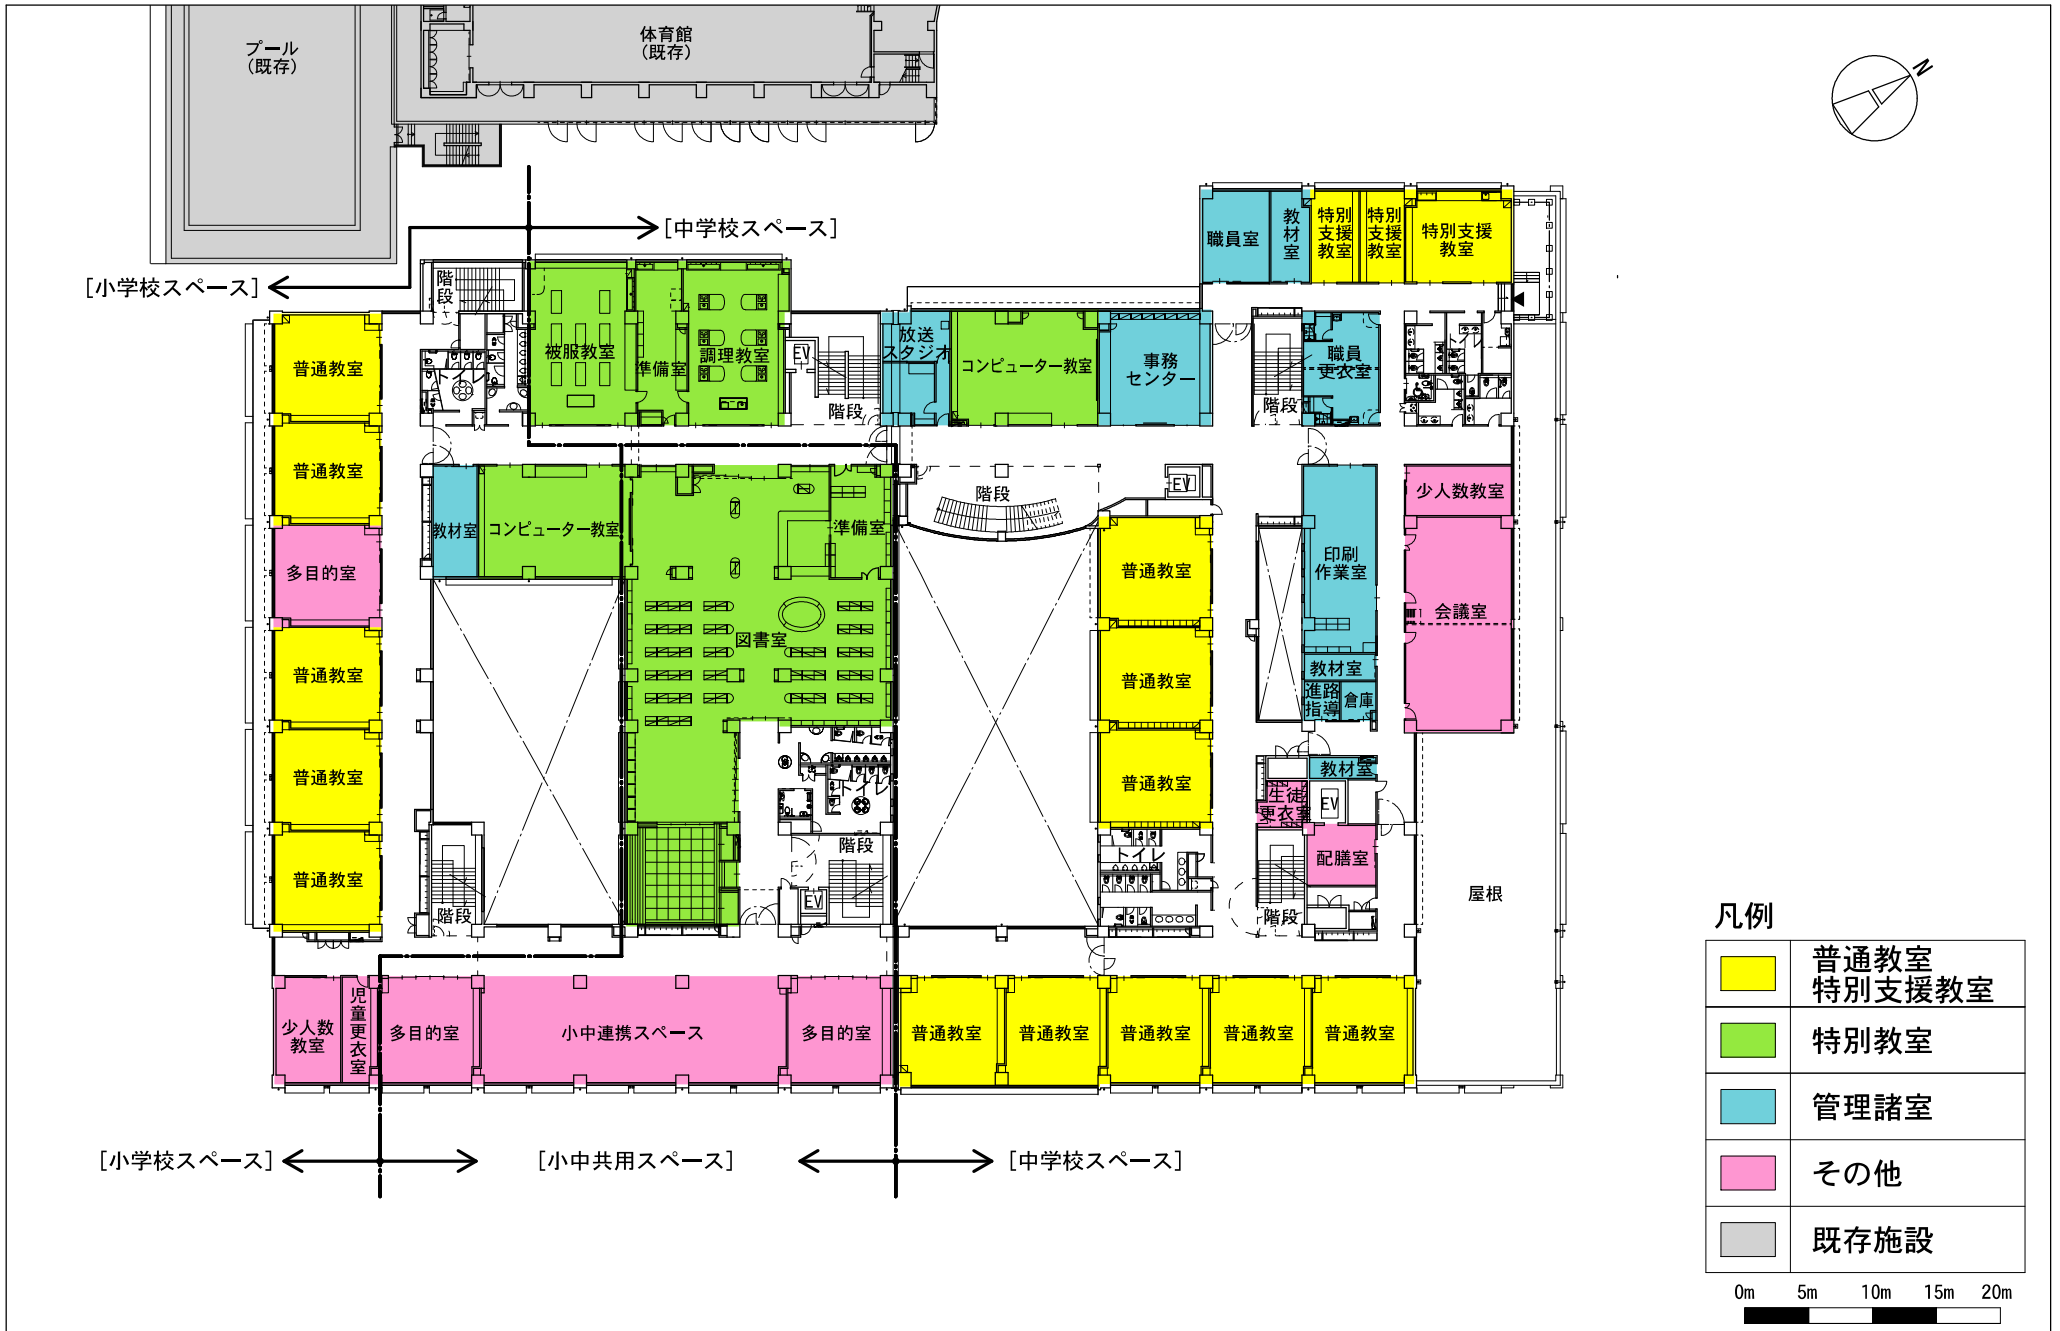 プール
(既存)
体育館
(既存)
N
[中学校スペース]
[小学校スペース]
職員室
教材室
特別
支援
教室
特別
支援
教室
特別支援
教室
階段
普通教室
トイレ
被服教室
準備室
調理教室
EV
階段
放送
スタジオ
コンピューター教室
事務
センター
階段
職員
更衣室
トイレ
普通教室
教材室
コンピューター教室
準備室
階段
EV
少人数教室
多目的室
普通教室
印刷
作業室
会議室
図書室
普通教室
普通教室
教材室
進路
指導
倉庫
普通教室
普通教室
教材室
トイレ
生徒
更衣室
EV
普通教室
階段
トイレ
配膳室
階段
EV
階段
屋根
少人数
教室
児童更衣室
多目的室
小中連携スペース
多目的室
普通教室
普通教室
普通教室
普通教室
普通教室
[小学校スペース]
[小中共用スペース]
[中学校スペース]
凡例
普通教室
特別支援教室
特別教室
管理諸室
その他
既存施設
0m 5m 10m 15m 20m